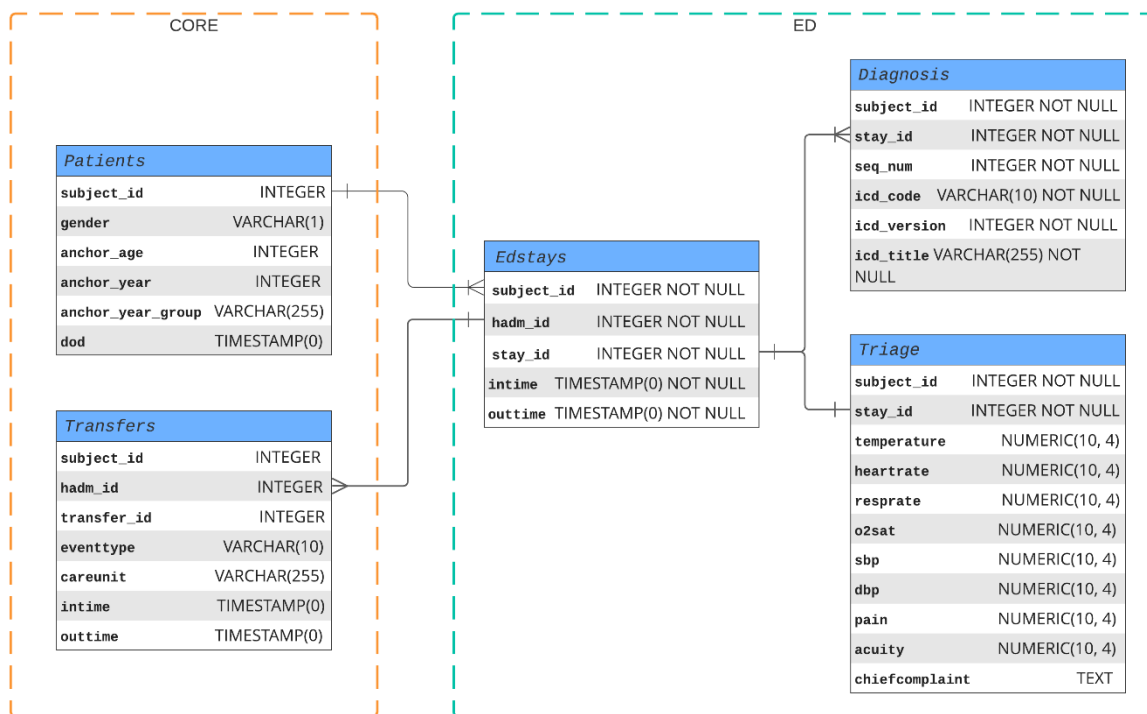 CORE
Patients
subject_id INTEGER
gender VARCHAR(1)
anchor_age INTEGER
anchor_year INTEGER
anchor_year_group VARCHAR(255)
dod TIMESTAMP(0)
Transfers
subject_id INTEGER
hadm_id INTEGER
transfer_id INTEGER
eventtype VARCHAR(10)
careunit VARCHAR(255)
intime TIMESTAMP(0)
outtime TIMESTAMP(0)
ED
Edstays
subject_id INTEGER NOT NULL
hadm_id INTEGER NOT NULL
stay_id INTEGER NOT NULL
intime TIMESTAMP(0) NOT NULL
outtime TIMESTAMP(0) NOT NULL
Diagnosis
subject_id INTEGER NOT NULL
stay_id INTEGER NOT NULL
seq_num INTEGER NOT NULL
icd_code VARCHAR(10) NOT NULL
icd_version INTEGER NOT NULL
icd_title VARCHAR(255) NOT
NULL
Triage
subject_id INTEGER NOT NULL
stay_id INTEGER NOT NULL
temperature NUMERIC(10, 4)
heartrate NUMERIC(10, 4)
resprate NUMERIC(10, 4)
o2sat NUMERIC(10, 4)
sbp NUMERIC(10, 4)
dbp NUMERIC(10, 4)
pain NUMERIC(10, 4)
acuity NUMERIC(10, 4)
chiefcomplaint TEXT